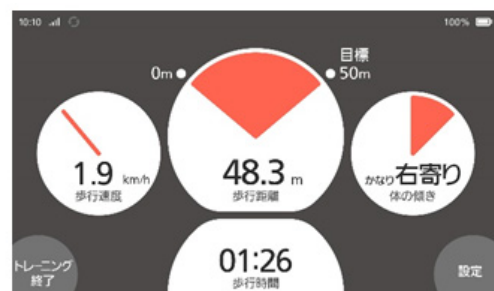 10:10
100%
目標
0m
50m
1.9 km/h
歩行速度
48.3 m
歩行距離
かなり右寄り
体の傾き
01:26
歩行時間
トレーニング
終了
設定